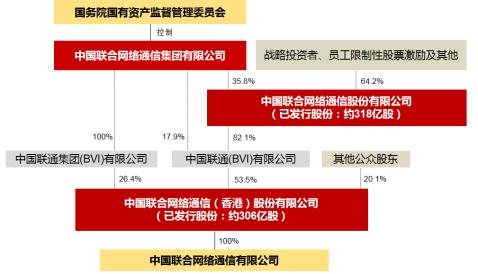 国务院国有资产监督管理委员会
控制
中国联合网络通信集团有限公司
战略投资者、员工限制性股票激励及其他
35.8%
64.2%
中国联合网络通信股份有限公司
（已发行股份：约318亿股）
100%
17.9%
82.1%
中国联通集团(BVI)有限公司
中国联通(BVI)有限公司
其他公众股东
26.4%
53.5%
20.1%
中国联合网络通信（香港）股份有限公司
（已发行股份：约306亿股）
100%
中国联合网络通信有限公司